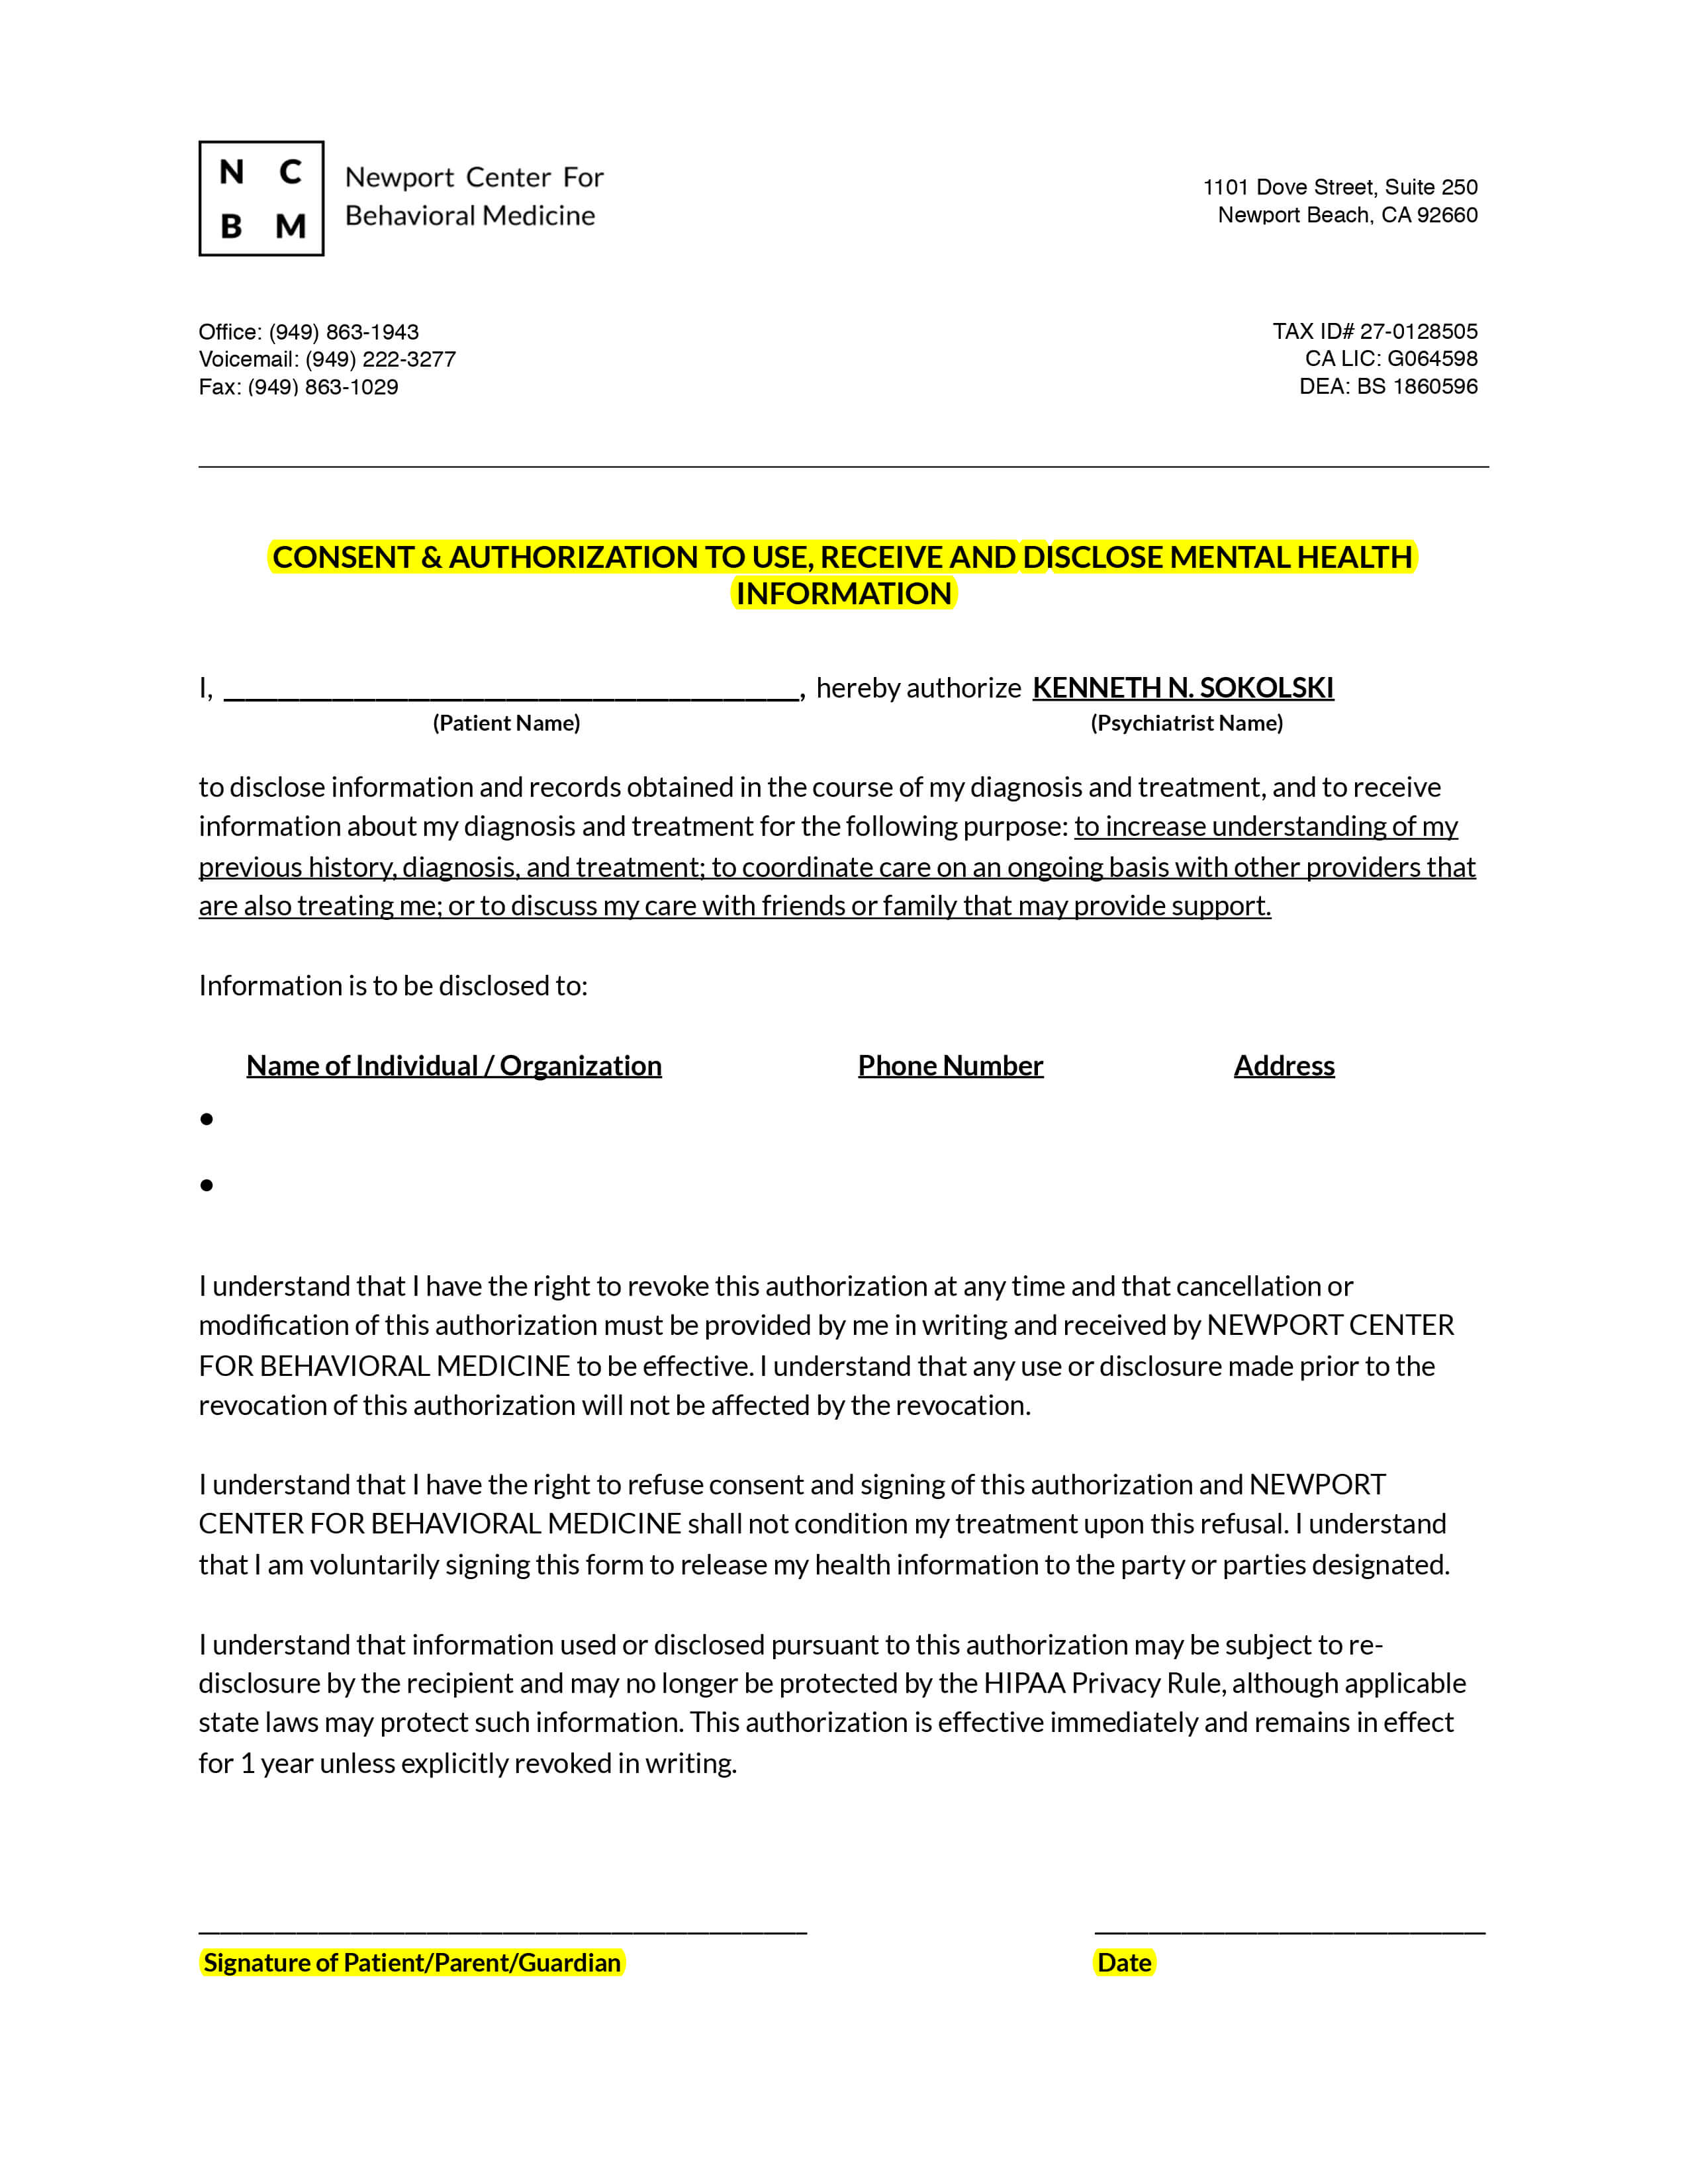 N C
B M
Newport Center For
Behavioral Medicine
1101 Dove Street, Suite 250
Newport Beach, CA 92660
Office: (949) 863-1943
Voicemail: (949) 222-3277
Fax: (949) 863-1029
TAX ID# 27-0128505
CA LIC: G064598
DEA: BS 1860596
CONSENT & AUTHORIZATION TO USE, RECEIVE AND DISCLOSE MENTAL HEALTH
INFORMATION
I, ______________________________, hereby authorize KENNETH N. SOKOLSKI
(Patient Name) (Psychiatrist Name)
to disclose information and records obtained in the course of my diagnosis and treatment, and to receive
information about my diagnosis and treatment for the following purpose: to increase understanding of my
previous history, diagnosis, and treatment; to coordinate care on an ongoing basis with other providers that
are also treating me; or to discuss my care with friends or family that may provide support.
Information is to be disclosed to:
Name of Individual / Organization Phone Number Address
•
•
I understand that I have the right to revoke this authorization at any time and that cancellation or
modification of this authorization must be provided by me in writing and received by NEWPORT CENTER
FOR BEHAVIORAL MEDICINE to be effective. I understand that any use or disclosure made prior to the
revocation of this authorization will not be affected by the revocation.
I understand that I have the right to refuse consent and signing of this authorization and NEWPORT
CENTER FOR BEHAVIORAL MEDICINE shall not condition my treatment upon this refusal. I understand
that I am voluntarily signing this form to release my health information to the party or parties designated.
I understand that information used or disclosed pursuant to this authorization may be subject to re-
disclosure by the recipient and may no longer be protected by the HIPAA Privacy Rule, although applicable
state laws may protect such information. This authorization is effective immediately and remains in effect
for 1 year unless explicitly revoked in writing.
Signature of Patient/Parent/Guardian Date